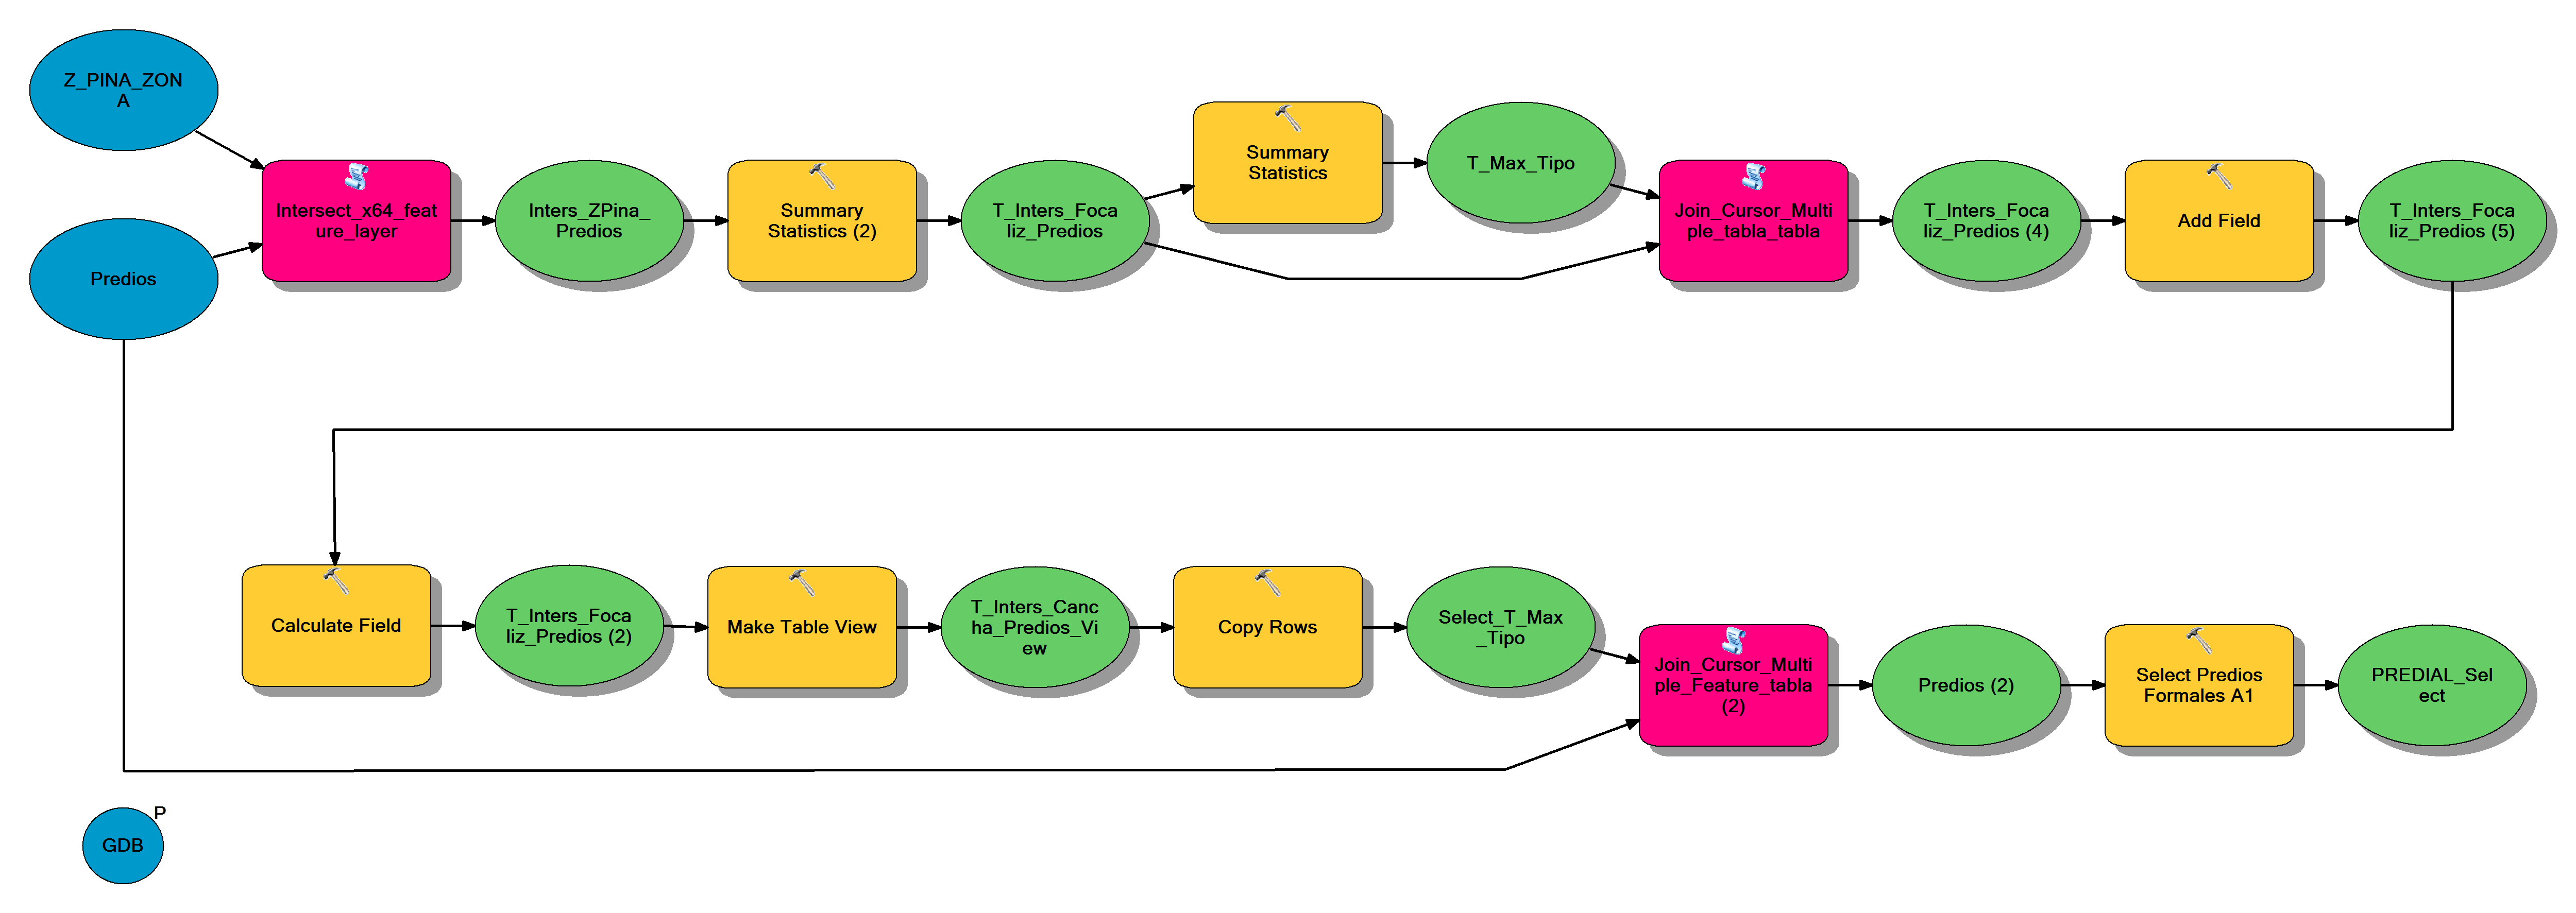 Z_PINA_ZON
A
Predios
Intersect_x64_feat
ure_layer
Inters_ZPina_
Predios
Summary
Statistics (2)
T_Inters_Foca
liz_Predios
Summary
Statistics
T_Max_Tipo
Join_Cursor_Multi
ple_tabla_tabla
T_Inters_Foca
liz_Predios (4)
Add Field
T_Inters_Foca
liz_Predios (5)
Calculate Field
T_Inters_Foca
liz_Predios (2)
Make Table View
T_Inters_Canc
ha_Predios_Vi
ew
Copy Rows
Select_T_Max
_Tipo
Join_Cursor_Multi
ple_Feature_tabla
(2)
Predios (2)
Select Predios
Formales A1
PREDIAL_Sel
ect
P
GDB